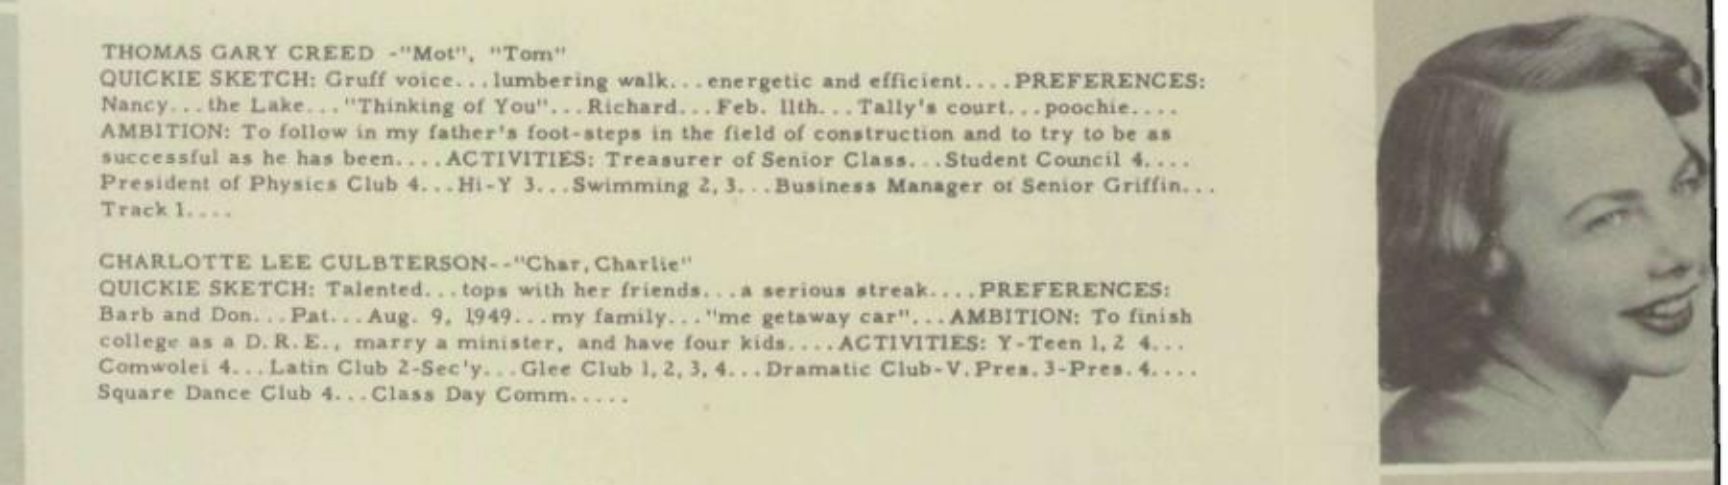 THOMAS GARY CREED -"Mot", "Tom"
QUICKIE SKETCH: Gruff voice...lumbering walk...energetic and efficient....PREFERENCES:
Nancy...the Lake..."Thinking of You"...Richard...Feb. 11th...Tally's court...poochie....
AMBITION: To follow in my father's foot-steps in the field of construction and to try to be as
successful as he has been....ACTIVITIES: Treasurer of Senior Class...Student Council 4....
President of Physics Club 4...Hi-Y 3...Swimming 2, 3...Business Manager of Senior Griffin...
Track 1....
CHARLOTTE LEE CULBTERSON--"Char, Charlie"
QUICKIE SKETCH: Talented...tops with her friends...a serious streak....PREFERENCES:
Barb and Don...Pat...Aug. 9, 1949...my family..."me getaway car"...AMBITION: To finish
college as a D.R.E., marry a minister, and have four kids....ACTIVITIES: Y-Teen 1, 2 4...
Comwolei 4...Latin Club 2-Sec'y...Glee Club 1, 2, 3, 4...Dramatic Club-V. Pres. 3-Pres. 4....
Square Dance Club 4...Class Day Comm.....